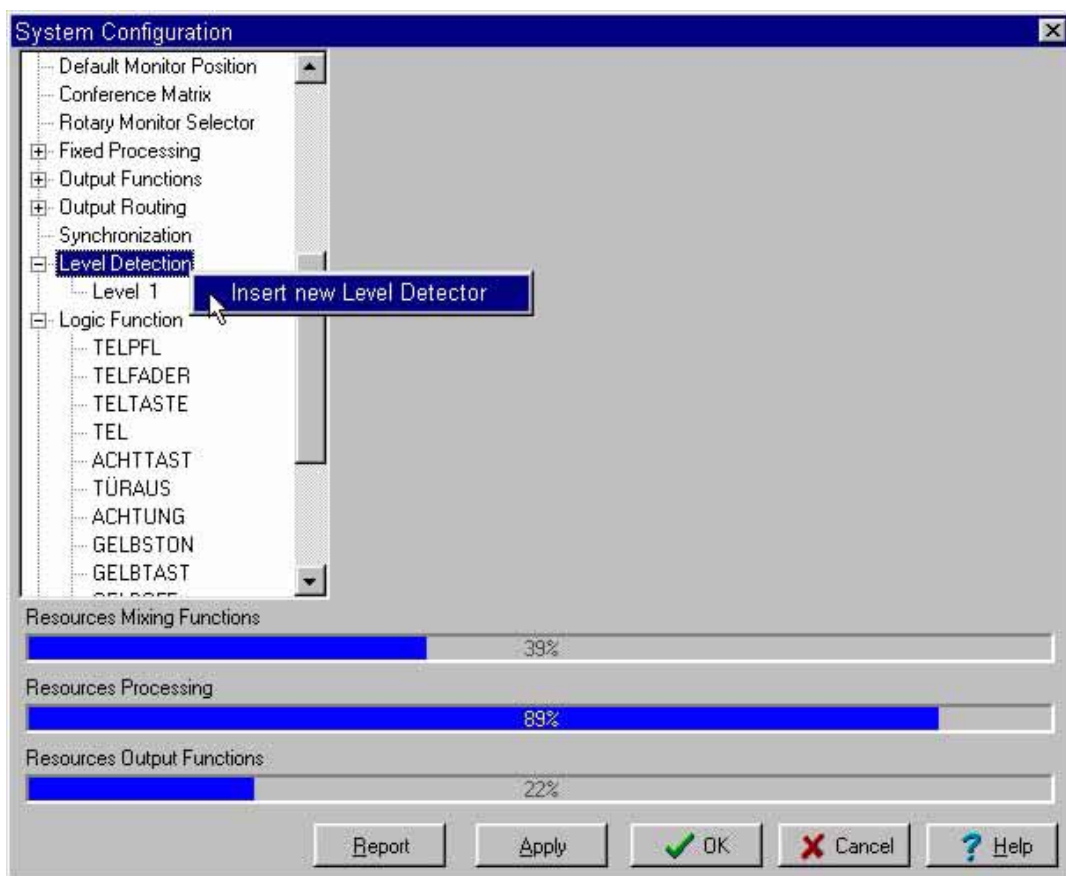 System Configuration
Default Monitor Position
Conference Matrix
Rotary Monitor Selector
Fixed Processing
Output Functions
Output Routing
Synchronization
Level Detection
Level 1
Insert new Level Detector
Logic Function
TELPFL
TELFADER
TELTASTE
TEL
ACHTTAST
TÜRAUS
ACHTUNG
GELBSTON
GELBTAST
Resources Mixing Functions
39%
Resources Processing
89%
Resources Output Functions
22%
Report
Apply
OK
Cancel
Help